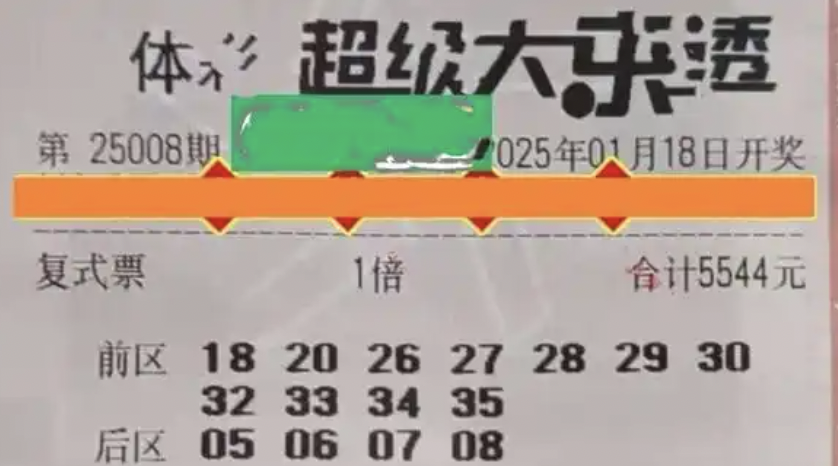 体彩 超级大乐透
第 25008期 2025年01月18日开奖
复式票 1倍 合计5544元
前区 18 20 26 27 28 29 30
32 33 34 35
后区 05 06 07 08